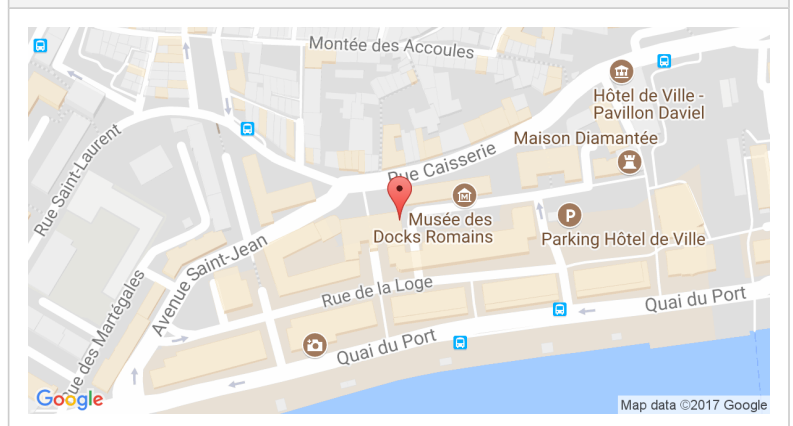 Montée des Accoules
Hôtel de Ville -
Pavillon Daviel
Maison Diamantée
Rue Caisserie
Rue Saint-Laurent
Musée des
Docks Romains
P
Parking Hôtel de Ville
Avenue Saint-Jean
Rue des Martégales
Rue de la Loge
Quai du Port
Quai du Port
Google
Map data ©2017 Google